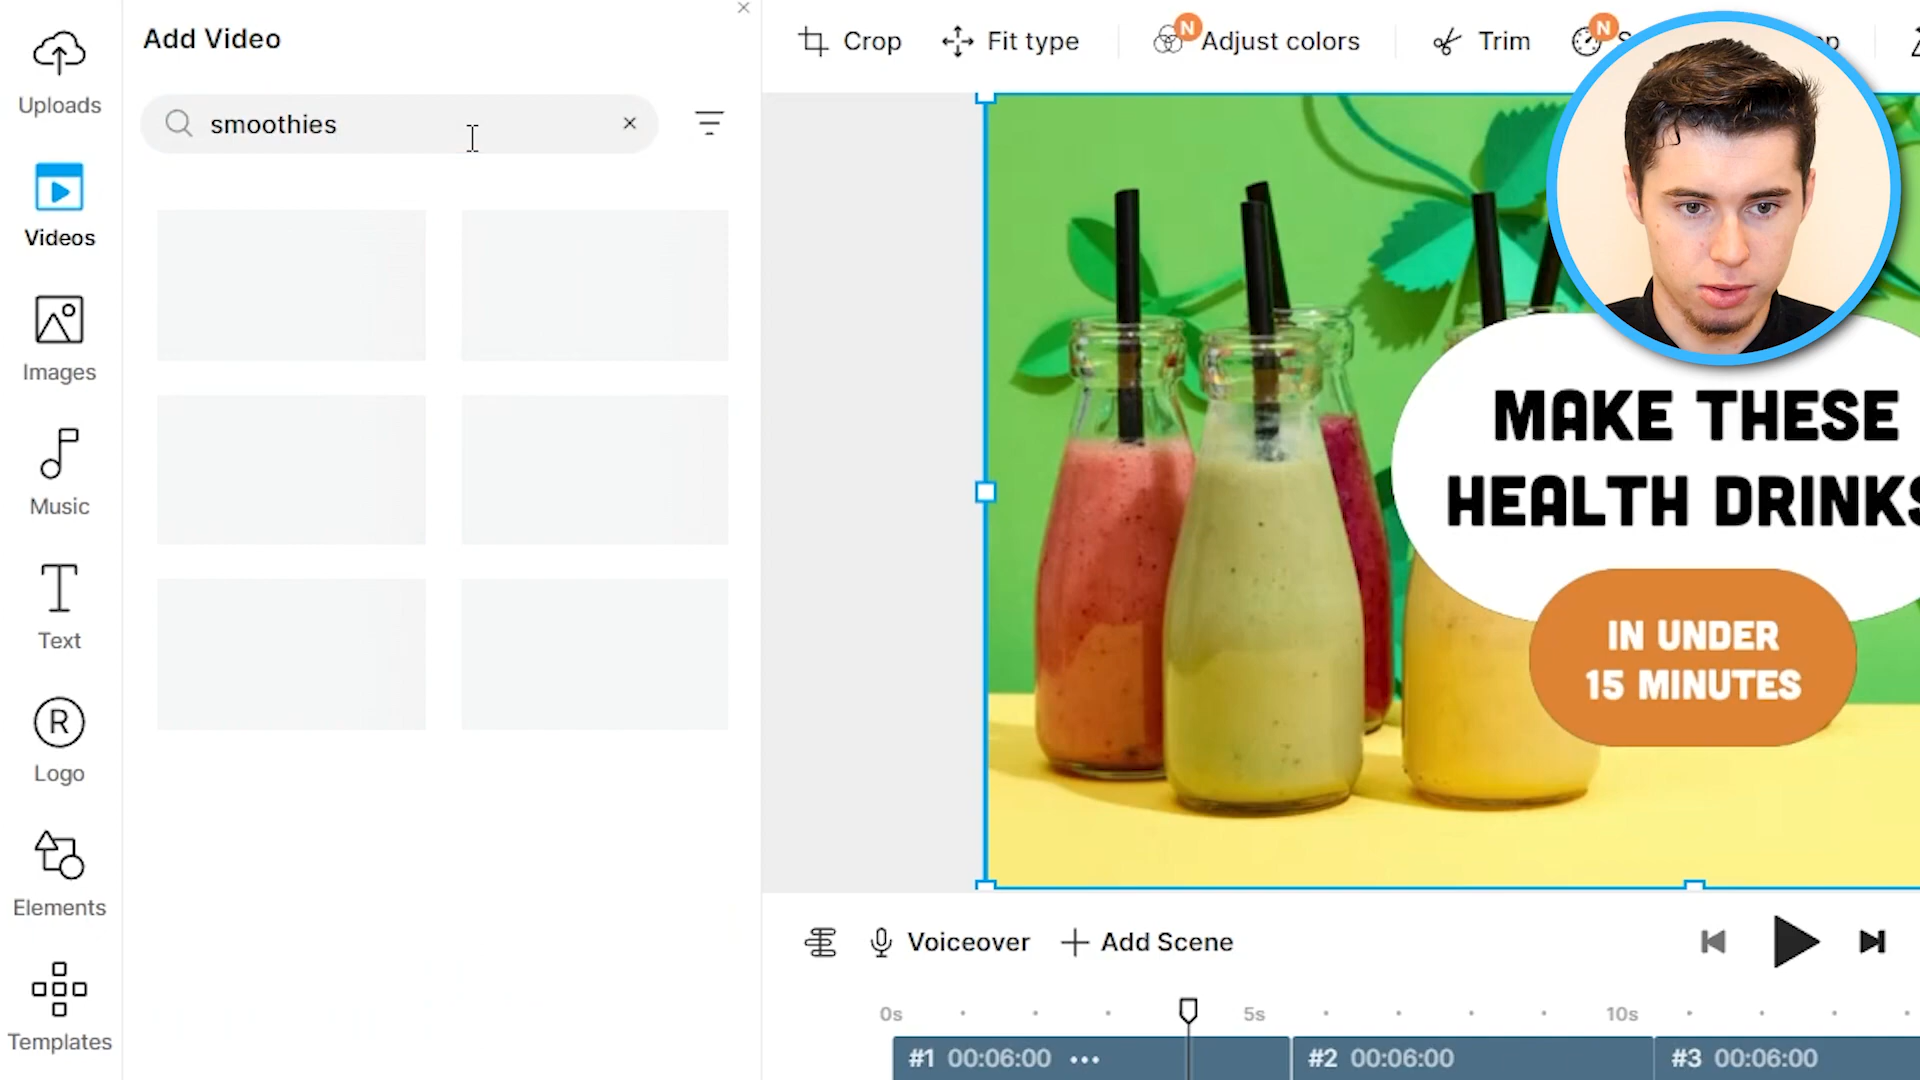 Add Video
smoothies
Uploads
Videos
Images
Music
Text
R
Logo
Elements
Templates
Crop
Fit type
N
Adjust colors
Trim
N
MAKE THESE
HEALTH DRINKS
IN UNDER
15 MINUTES
Voiceover
Add Scene
0s
5s
10s
#1 00:06:00
#2 00:06:00
#3 00:06:00